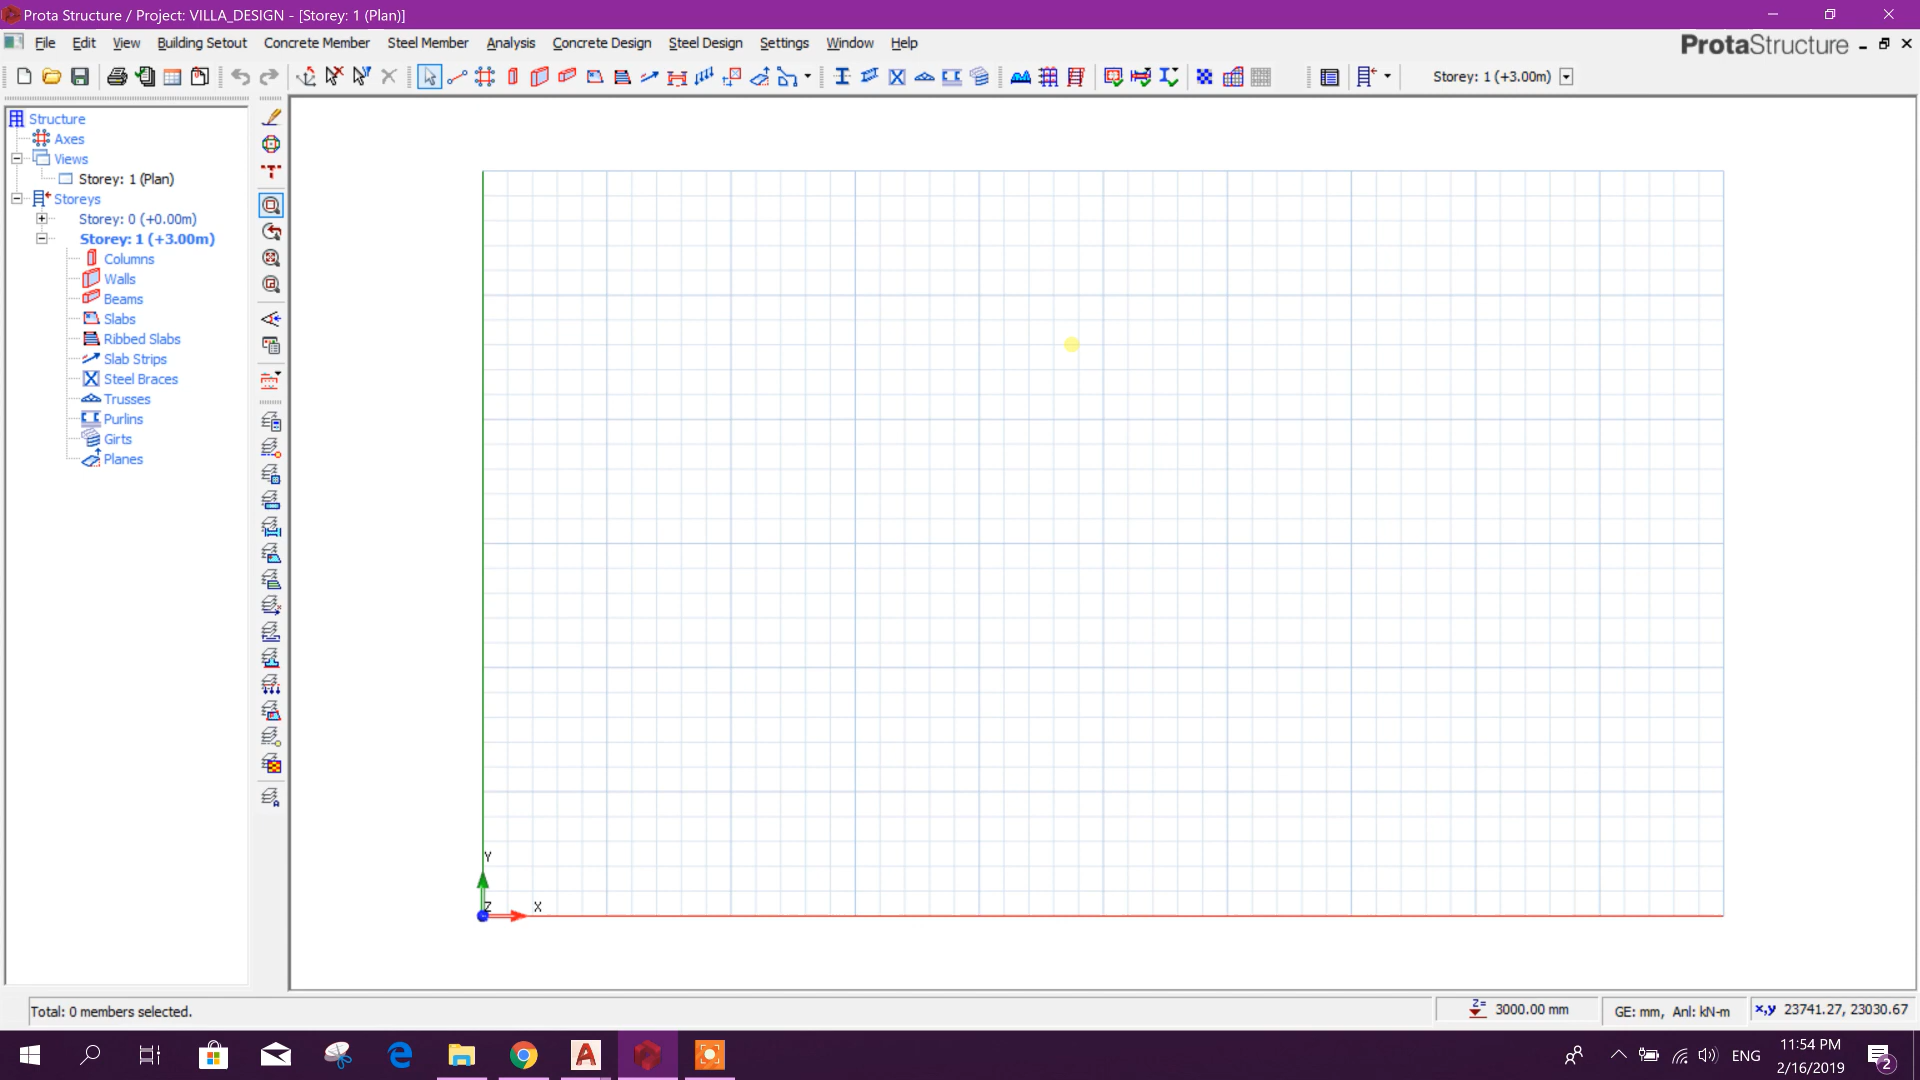 Prota Structure / Project: VILLA_DESIGN - [Storey: 1 (Plan)]
File Edit View Building Setout Concrete Member Steel Member Analysis Concrete Design Steel Design Settings Window Help
ProtaStructure
Storey: 1 (+3.00m)
Structure
Axes
Views
Storey: 1 (Plan)
Storeys
Storey: 0 (+0.00m)
Storey: 1 (+3.00m)
Columns
Walls
Beams
Slabs
Ribbed Slabs
Slab Strips
Steel Braces
Trusses
Purlins
Girts
Planes
Y
Z
X
Total: 0 members selected.
Z= 3000.00 mm
GE: mm, Anl: kN-m
x,y 23741.27, 23030.67
ENG
11:54 PM
2/16/2019
2